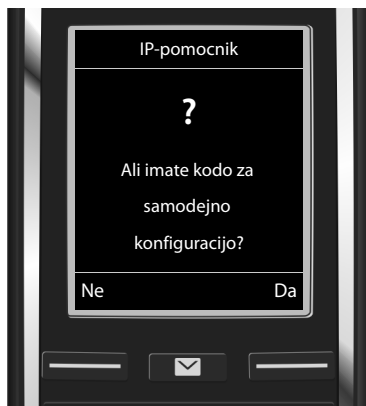 IP-pomocnik
?
Ali imate kodo za
samodejno
konfiguracijo?
Ne Da